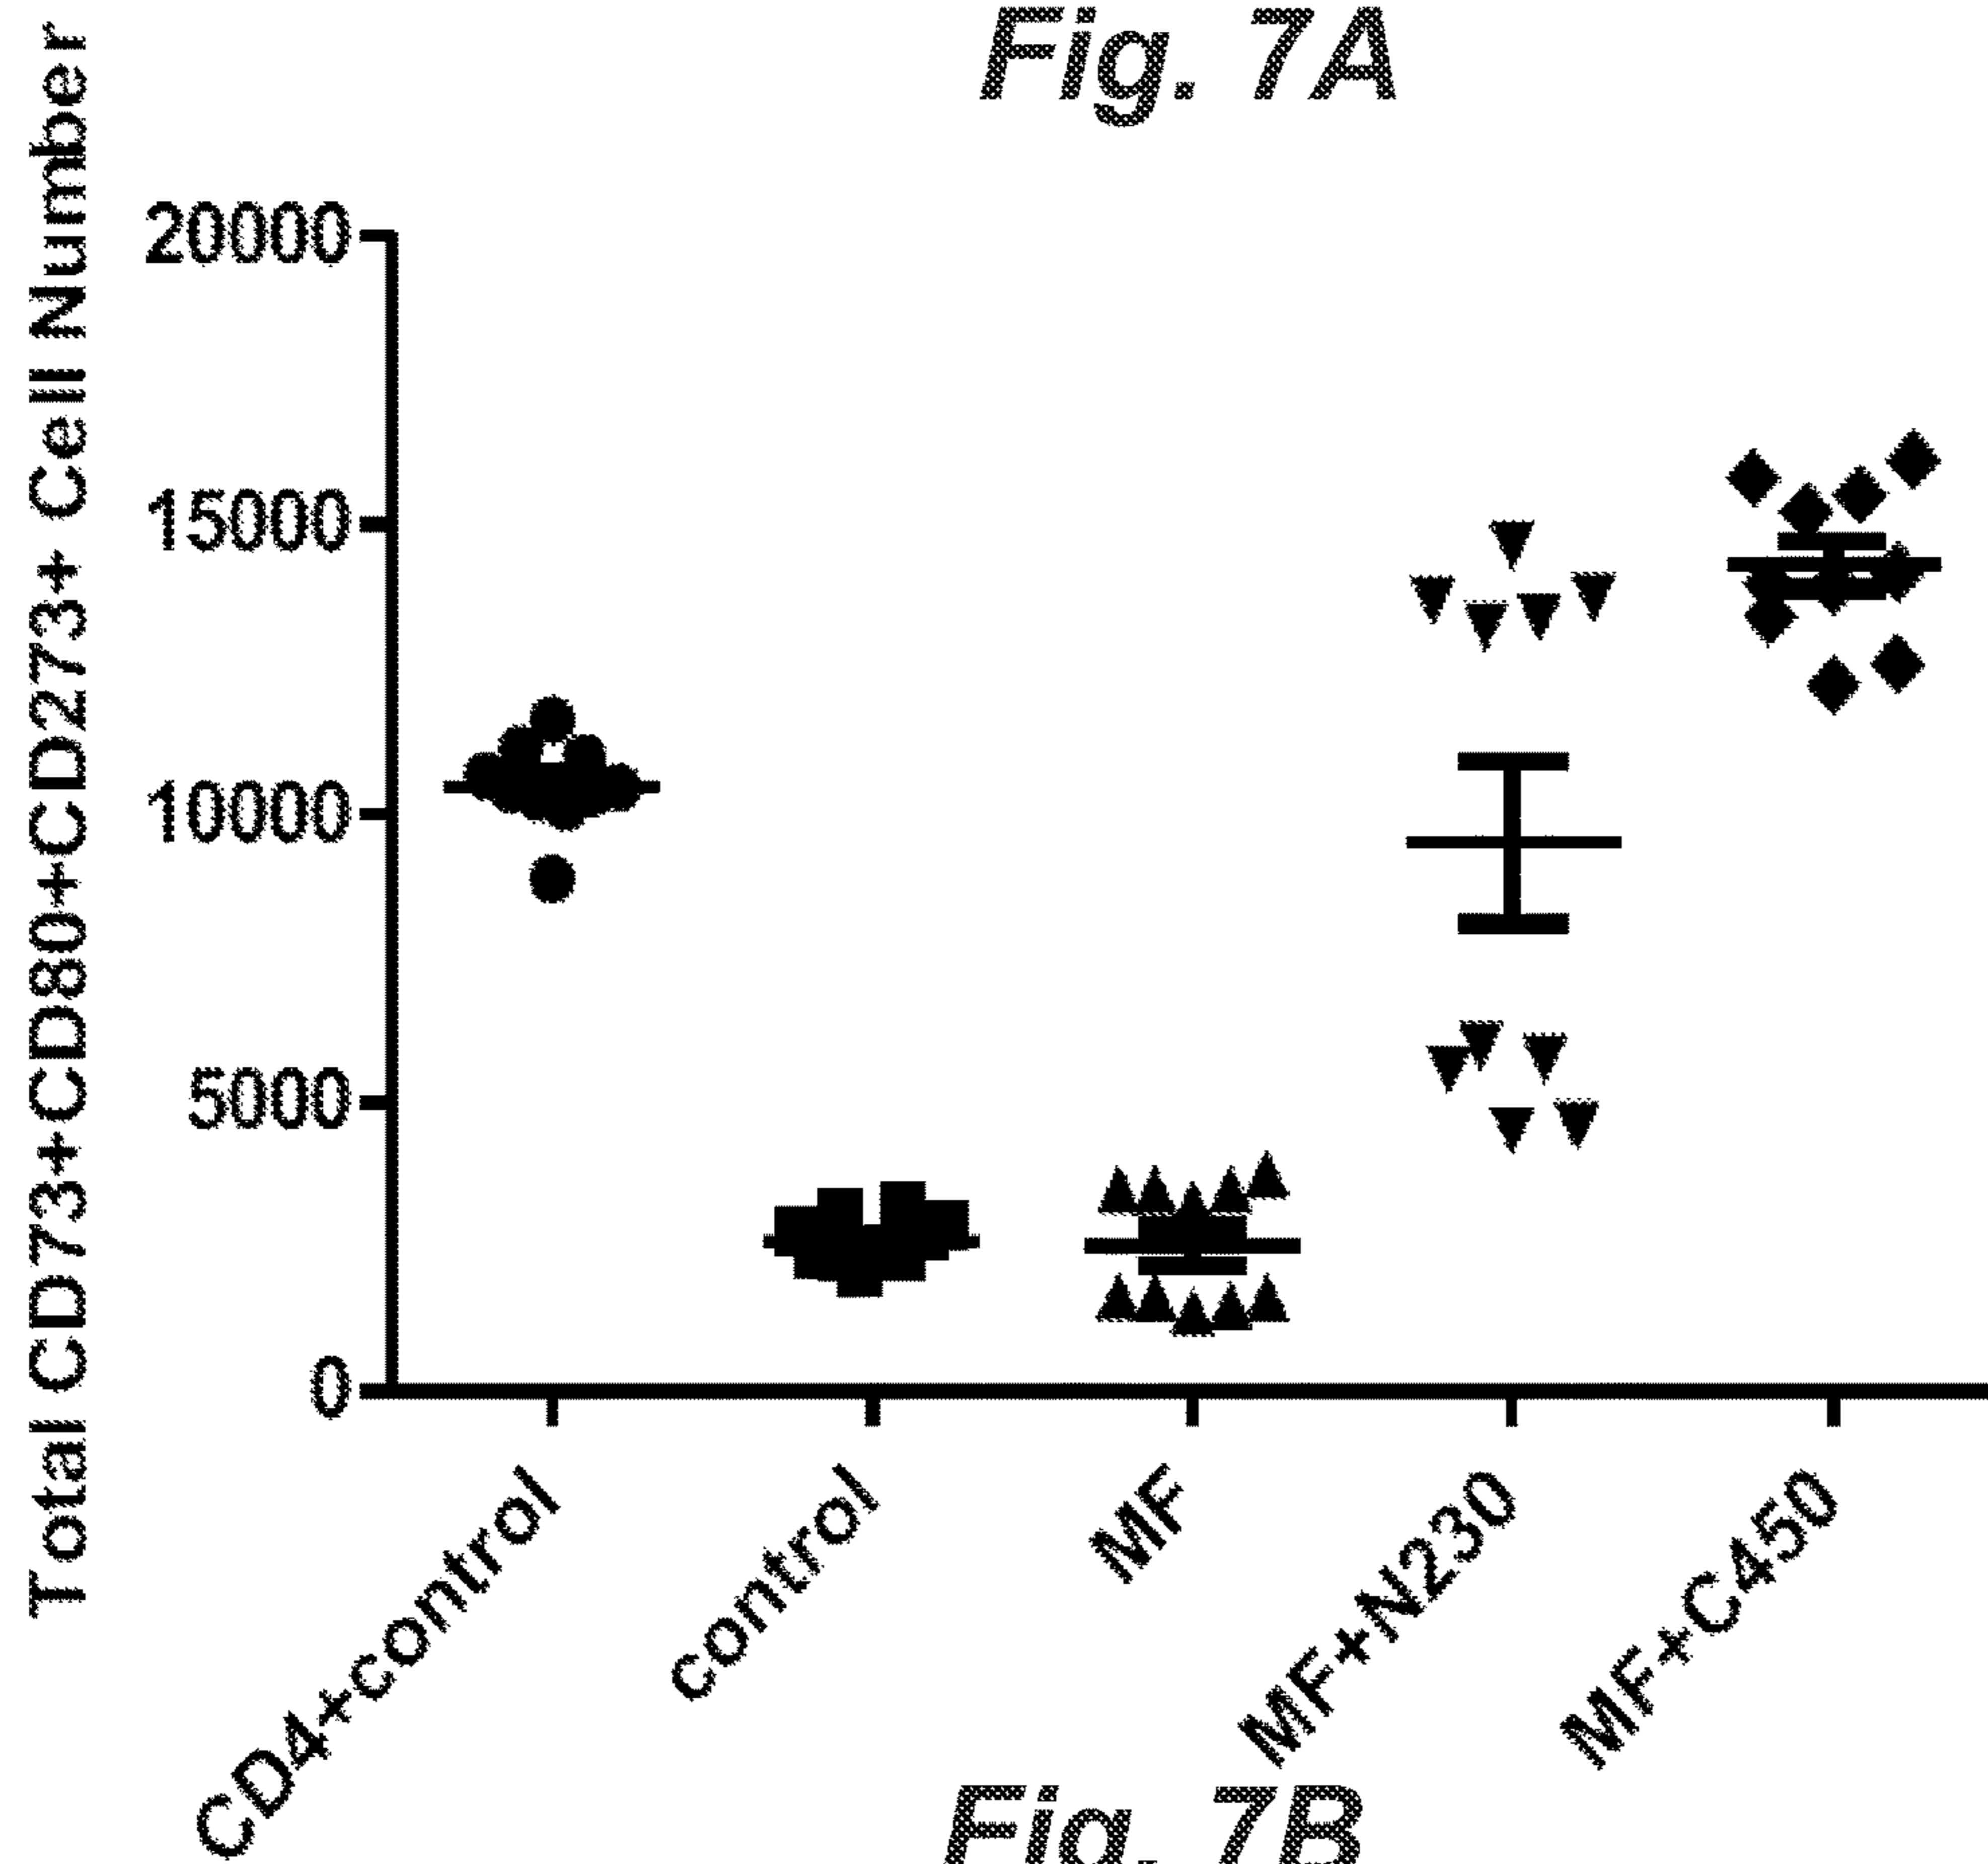 Fig. 7A
Total CD73+CD80+CD273+ Cell Number
20000
15000
10000
5000
0
CD4+control
control
MF
MF+N230
MF+C450
Fig. 7B